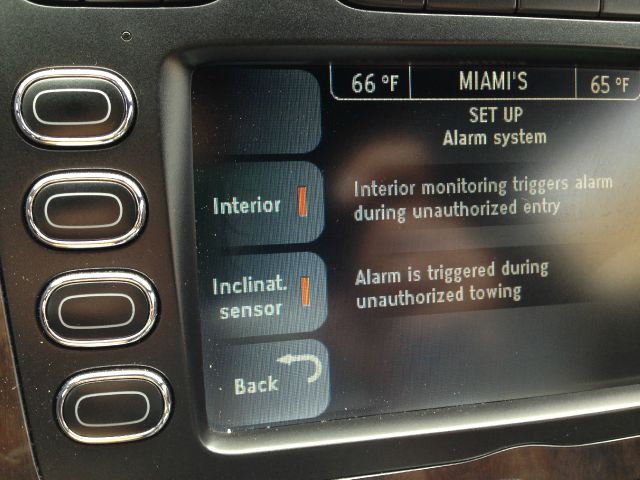 66 °F MIAMI'S 65 °F
SET UP
Alarm system
Interior
Interior monitoring triggers alarm
during unauthorized entry
Inclinat.
sensor
Alarm is triggered during
unauthorized towing
Back